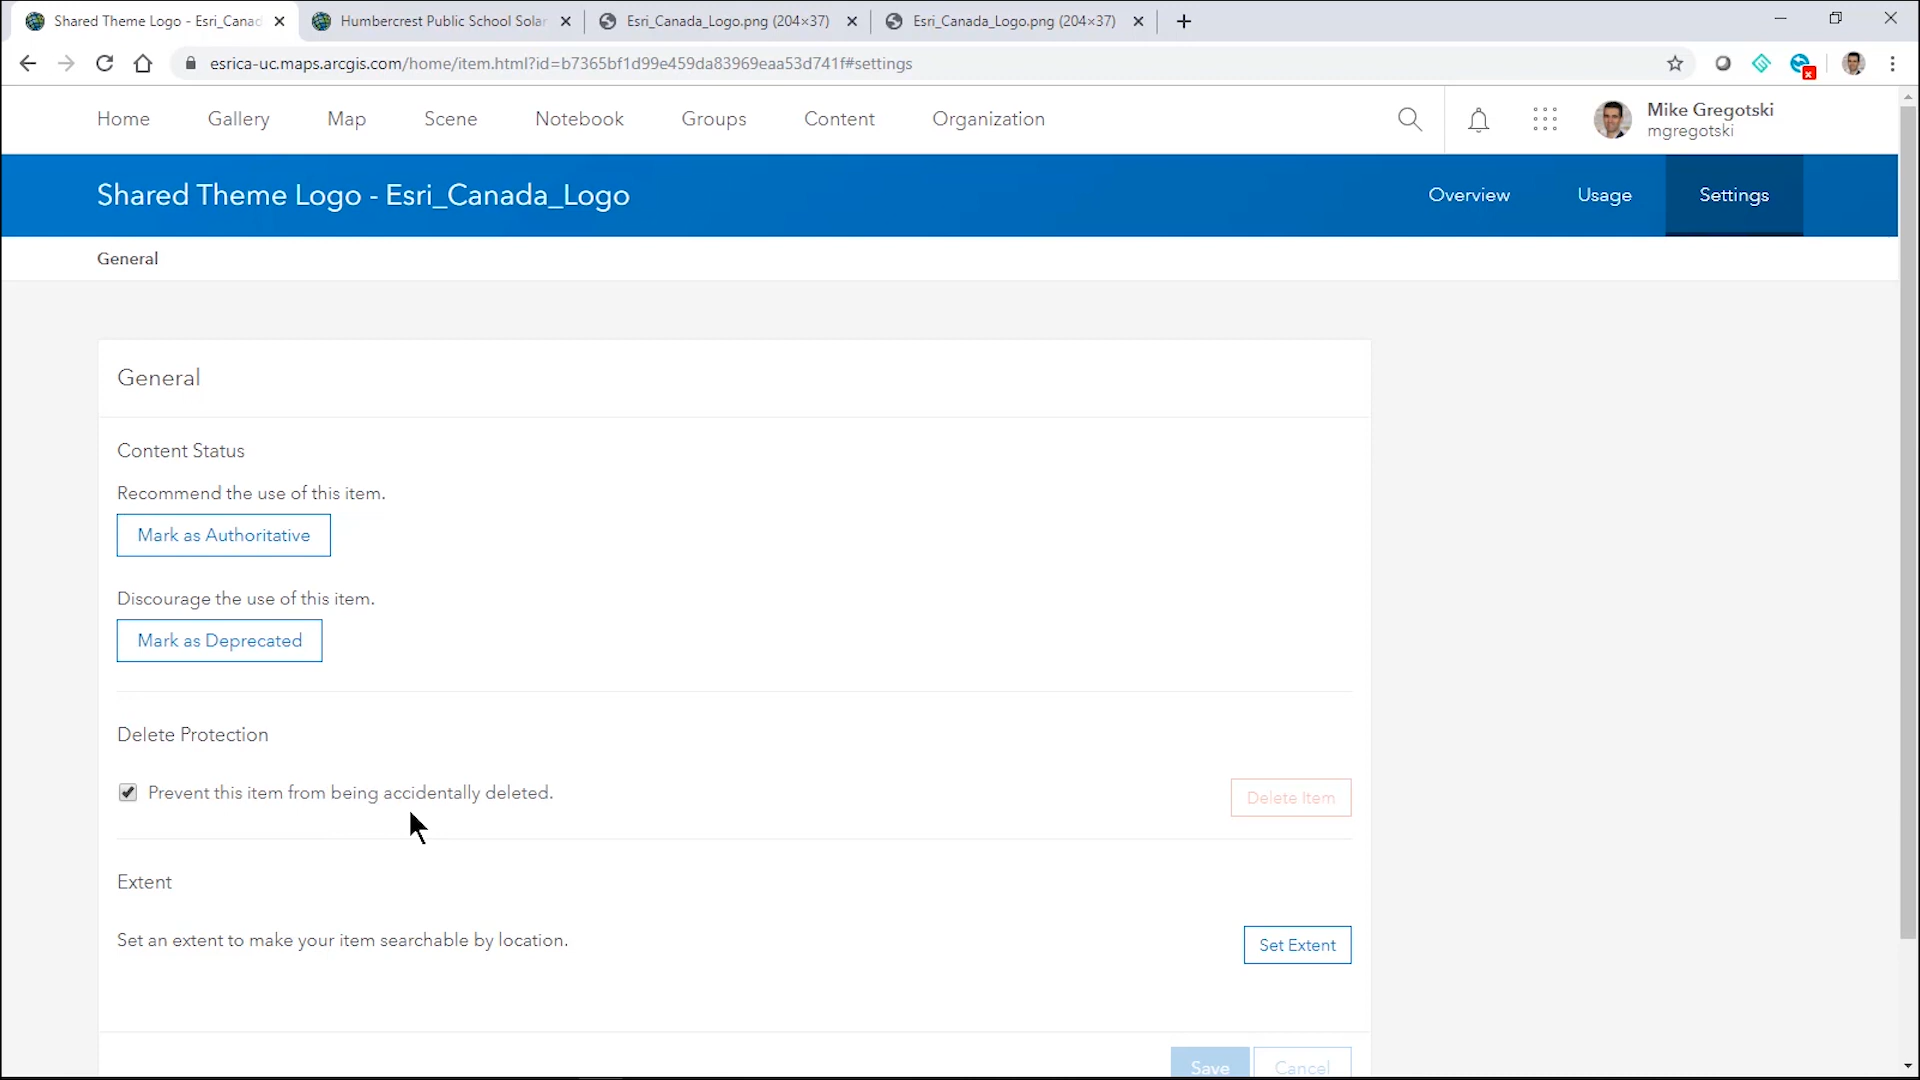 Shared Theme Logo - Esri_Canad
Humbercrest Public School Solar
Esri_Canada_Logo.png (204×37)
Esri_Canada_Logo.png (204×37)
esrica-uc.maps.arcgis.com/home/item.html?id=b7365bf1d99e459da83969eaa53d741f#settings
Home
Gallery
Map
Scene
Notebook
Groups
Content
Organization
Mike Gregotski
mgregotski
Shared Theme Logo - Esri_Canada_Logo
Overview
Usage
Settings
General
General
Content Status
Recommend the use of this item.
Mark as Authoritative
Discourage the use of this item.
Mark as Deprecated
Delete Protection
Prevent this item from being accidentally deleted.
Delete Item
Extent
Set an extent to make your item searchable by location.
Set Extent
Save
Cancel